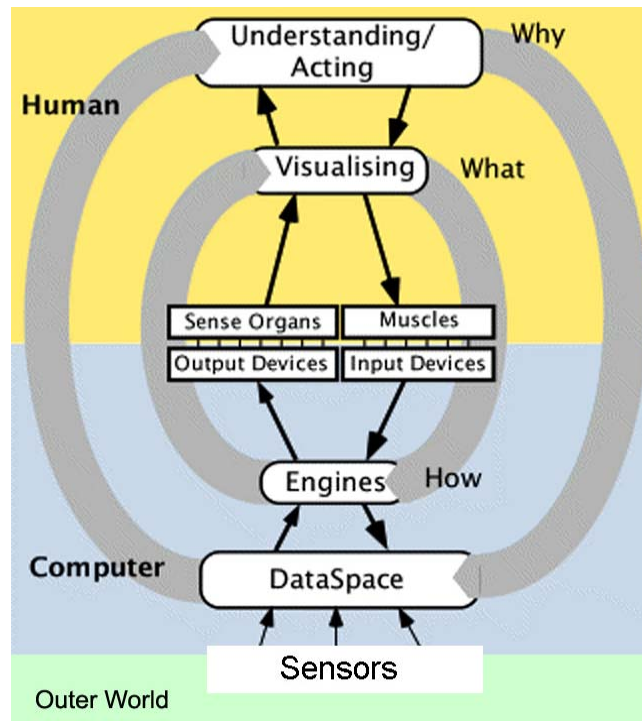 Understanding/
Acting
Why
Human
Visualising
What
Sense Organs
Muscles
Output Devices
Input Devices
Engines
How
Computer
DataSpace
Sensors
Outer World